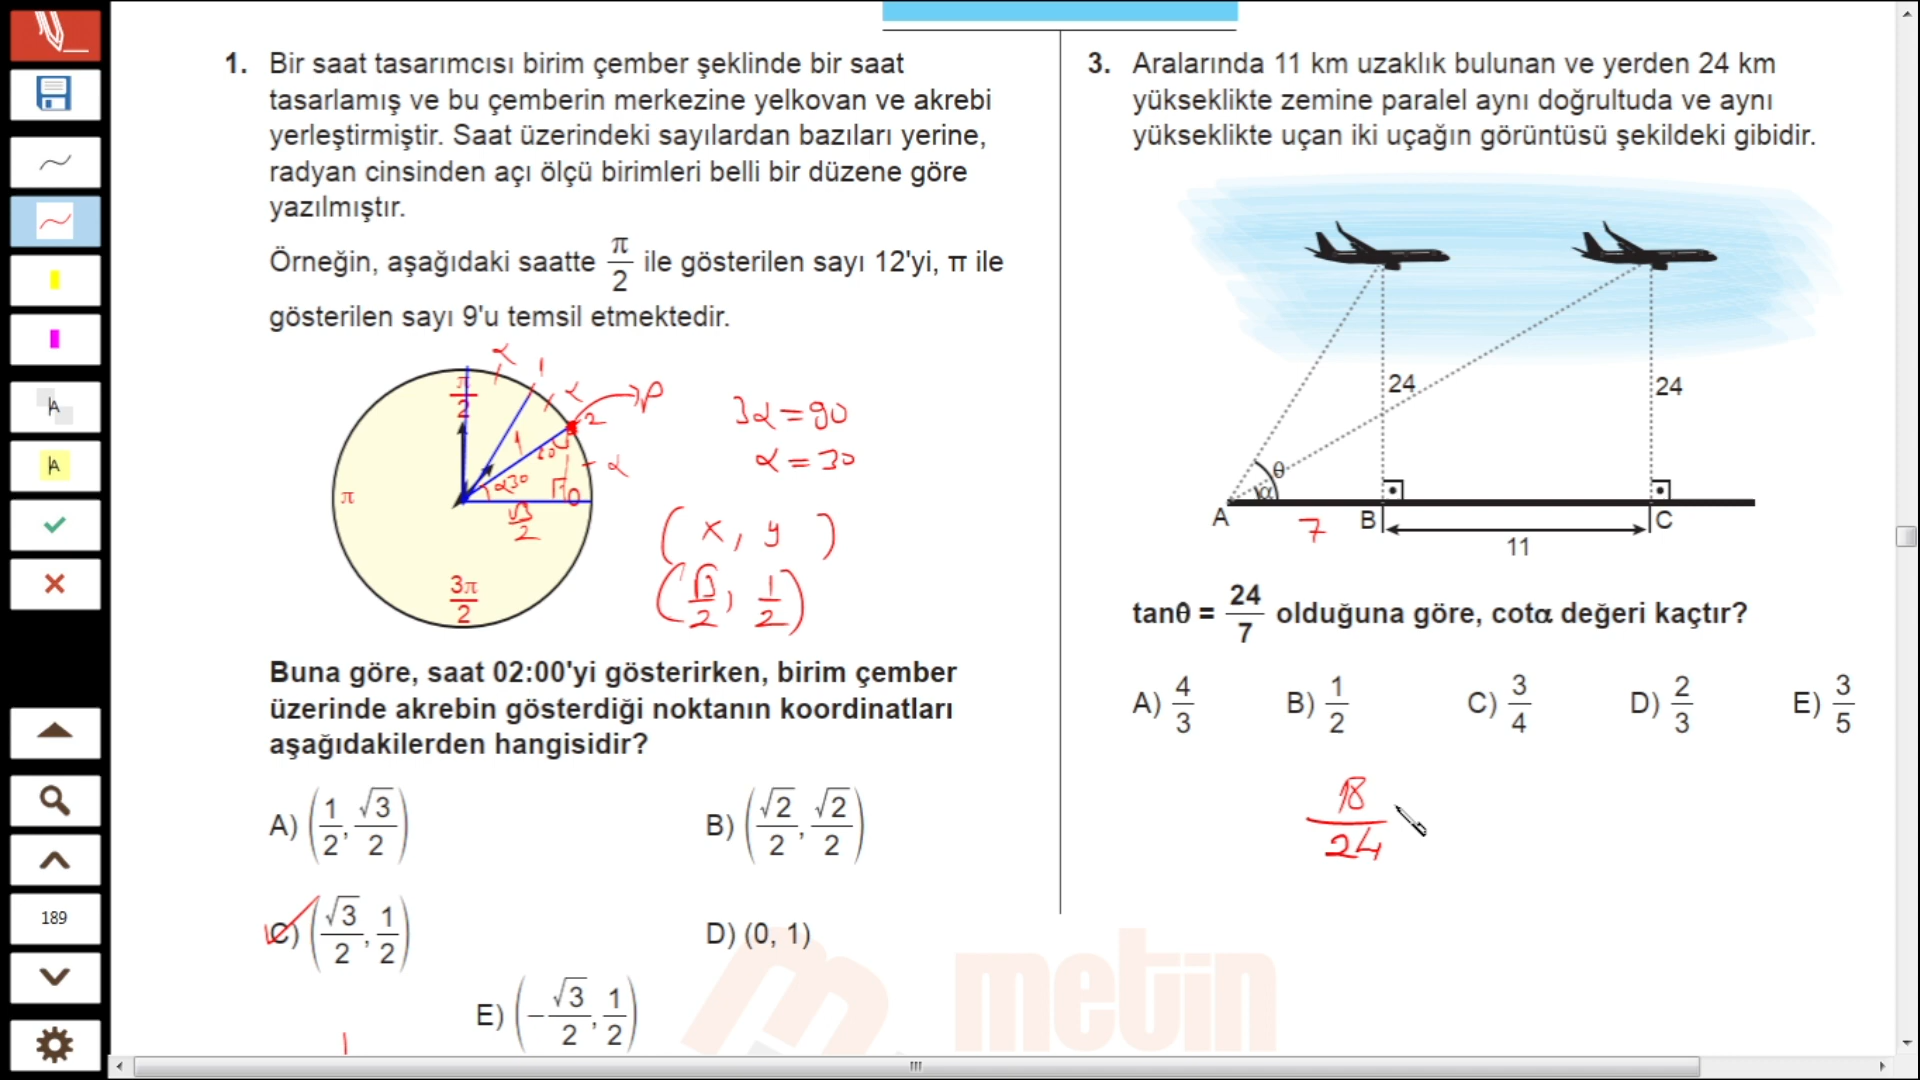 1. Bir saat tasarımcısı birim çember şeklinde bir saat
tasarlamış ve bu çemberin merkezine yelkovan ve akrebi
yerleştirmiştir. Saat üzerindeki sayılardan bazıları yerine,
radyan cinsinden açı ölçü birimleri belli bir düzene göre
yazılmıştır.
Örneğin, aşağıdaki saatte π/2 ile gösterilen sayı 12'yi, π ile
gösterilen sayı 9'u temsil etmektedir.
α 1 α 2 P
π/2
π
1 α30 0 α
√3/2
3π/2
3α=90
α=30
(x, y)
(√3/2, 1/2)
Buna göre, saat 02:00'yi gösterirken, birim çember
üzerinde akrebin gösterdiği noktanın koordinatları
aşağıdakilerden hangisidir?
A) (1/2, √3/2)
B) (√2/2, √2/2)
C) (√3/2, 1/2)
D) (0, 1)
E) (-√3/2, 1/2)
3. Aralarında 11 km uzaklık bulunan ve yerden 24 km
yükseklikte zemine paralel aynı doğrultuda ve aynı
yükseklikte uçan iki uçağın görüntüsü şekildeki gibidir.
24 24
θ
α
A 7 B C
11
tanθ = 24/7 olduğuna göre, cotα değeri kaçtır?
A) 4/3 B) 1/2 C) 3/4 D) 2/3 E) 3/5
18/24
metin
189